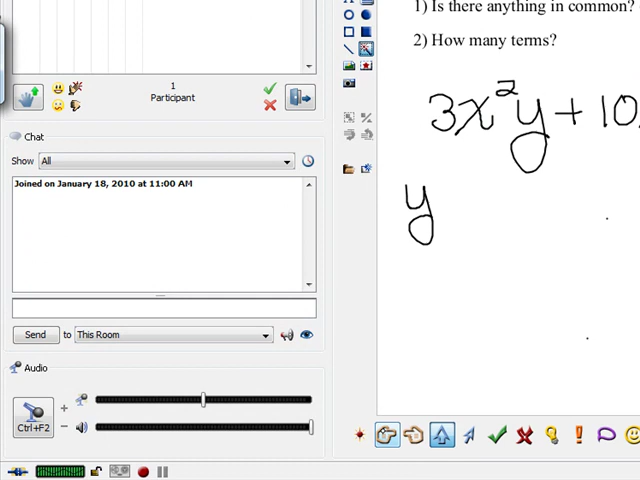 1) Is there anything in common?
2) How many terms?
1
Participant
3x²y + 10
Chat
Show All
Joined on January 18, 2010 at 11:00 AM
y
Send to This Room
Audio
Ctrl+F2